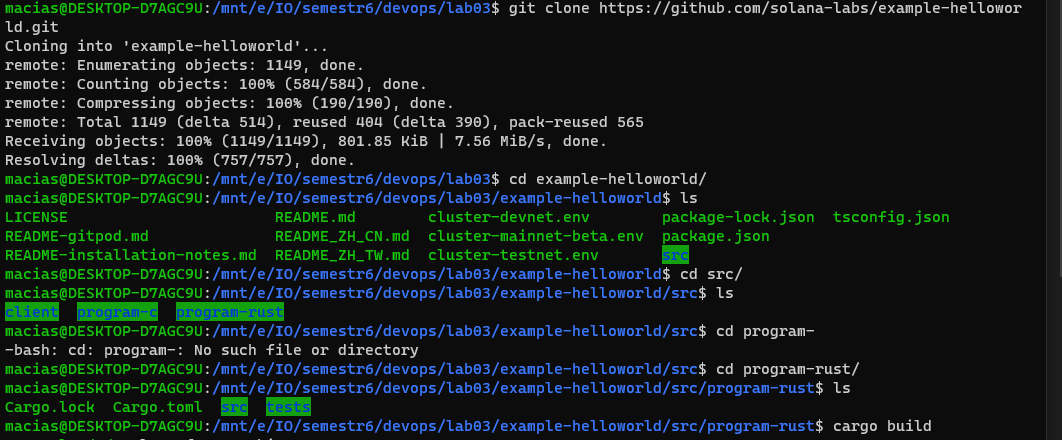 macias@DESKTOP-D7AGC9U:/mnt/e/IO/semestr6/devops/lab03$ git clone https://github.com/solana-labs/example-hellowor
ld.git
Cloning into 'example-helloworld'...
remote: Enumerating objects: 1149, done.
remote: Counting objects: 100% (584/584), done.
remote: Compressing objects: 100% (190/190), done.
remote: Total 1149 (delta 514), reused 404 (delta 390), pack-reused 565
Receiving objects: 100% (1149/1149), 801.85 KiB | 7.56 MiB/s, done.
Resolving deltas: 100% (757/757), done.
macias@DESKTOP-D7AGC9U:/mnt/e/IO/semestr6/devops/lab03$ cd example-helloworld/
macias@DESKTOP-D7AGC9U:/mnt/e/IO/semestr6/devops/lab03/example-helloworld$ ls
LICENSE                       README.md        cluster-devnet.env        package-lock.json  tsconfig.json
README-gitpod.md              README_ZH_CN.md  cluster-mainnet-beta.env  package.json
README-installation-notes.md  README_ZH_TW.md  cluster-testnet.env       src
macias@DESKTOP-D7AGC9U:/mnt/e/IO/semestr6/devops/lab03/example-helloworld$ cd src/
macias@DESKTOP-D7AGC9U:/mnt/e/IO/semestr6/devops/lab03/example-helloworld/src$ ls
client  program-c  program-rust
macias@DESKTOP-D7AGC9U:/mnt/e/IO/semestr6/devops/lab03/example-helloworld/src$ cd program-
-bash: cd: program-: No such file or directory
macias@DESKTOP-D7AGC9U:/mnt/e/IO/semestr6/devops/lab03/example-helloworld/src$ cd program-rust/
macias@DESKTOP-D7AGC9U:/mnt/e/IO/semestr6/devops/lab03/example-helloworld/src/program-rust$ ls
Cargo.lock  Cargo.toml  src  tests
macias@DESKTOP-D7AGC9U:/mnt/e/IO/semestr6/devops/lab03/example-helloworld/src/program-rust$ cargo build